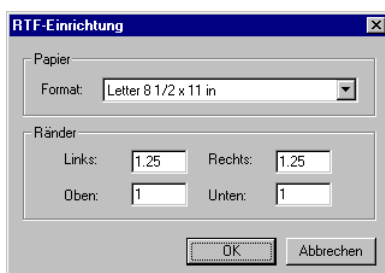 RTF-Einrichtung
Papier
Format: Letter 8 1/2 x 11 in
Ränder
Links: 1.25 Rechts: 1.25
Oben: 1 Unten: 1
OK Abbrechen